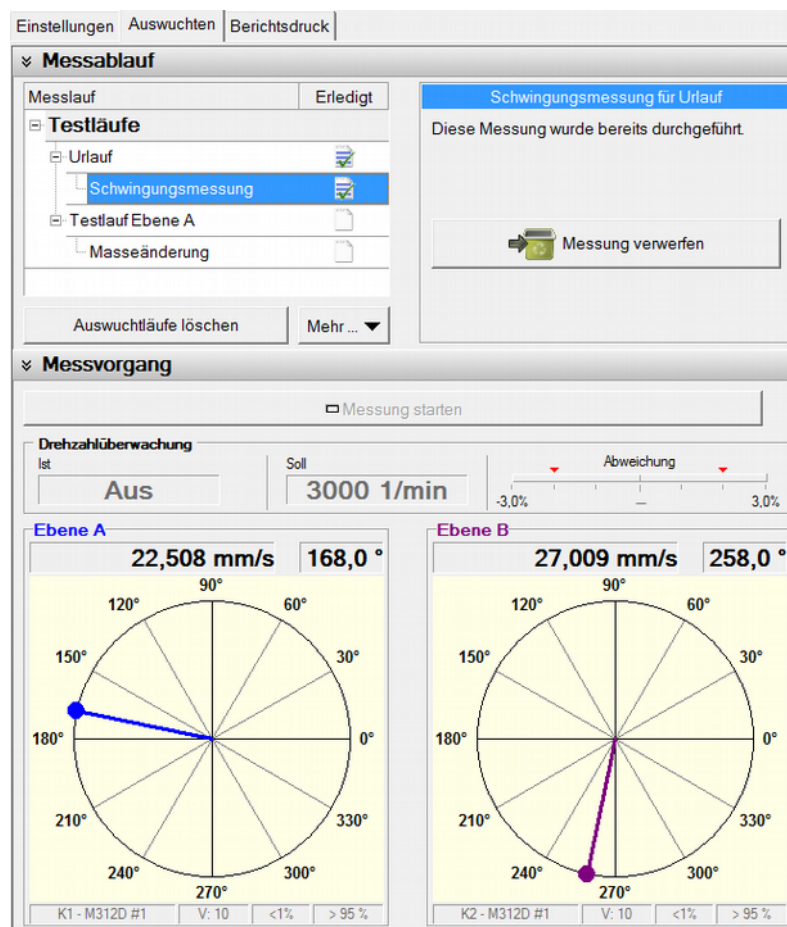 Einstellungen Auswuchten Berichtsdruck
Messablauf
Messlauf Erledigt
Testläufe
Urlauf
Schwingungsmessung
Testlauf Ebene A
Masseänderung
Auswuchtläufe löschen Mehr ...
Schwingungsmessung für Urlauf
Diese Messung wurde bereits durchgeführt.
Messung verwerfen
Messvorgang
Messung starten
Drehzahlüberwachung
Ist Soll Abweichung
Aus 3000 1/min
-3,0% – 3,0%
Ebene A
22,508 mm/s 168,0 °
90°
120° 60°
150° 30°
180° 0°
210° 330°
240° 300°
270°
K1 - M312D #1 V: 10 <1% > 95 %
Ebene B
27,009 mm/s 258,0 °
90°
120° 60°
150° 30°
180° 0°
210° 330°
240° 300°
270°
K2 - M312D #1 V: 10 <1% > 95 %